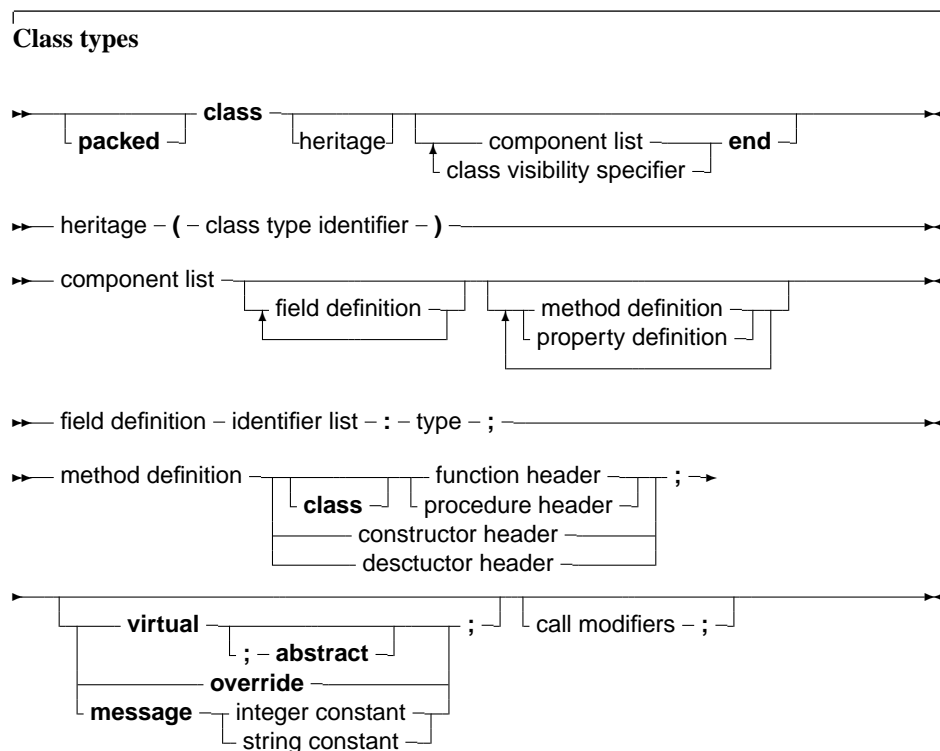 Class types
packed class heritage component list end
class visibility specifier
heritage ( class type identifier )
component list field definition method definition
property definition
field definition identifier list : type ;
method definition class function header ;
procedure header
constructor header
desctuctor header
virtual ; abstract ; call modifiers ;
override
message integer constant
string constant